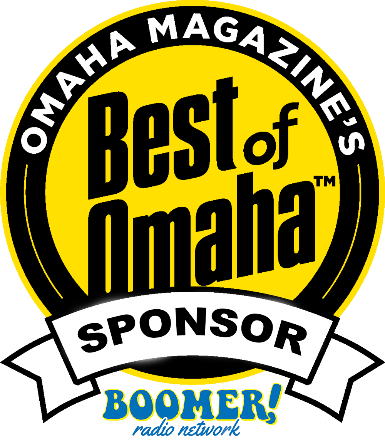 OMAHA MAGAZINE'S
Best of
Omaha™
SPONSOR
BOOMER!
radio network